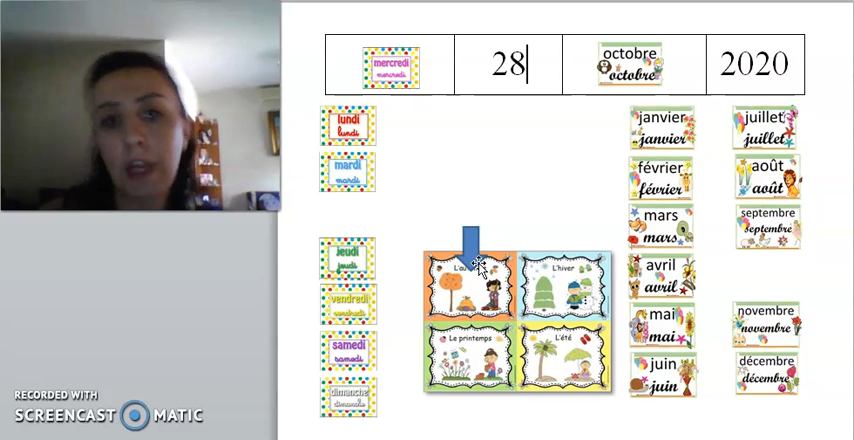 mercredi
mercredi
28
octobre
octobre
2020
lundi
lundi
mardi
mardi
jeudi
jeudi
vendredi
vendredi
samedi
samedi
dimanche
dimanche
L'hiver
Le printemps
L'été
janvier
janvier
février
février
mars
mars
avril
avril
mai
mai
juin
juin
juillet
juillet
août
août
septembre
septembre
novembre
novembre
décembre
décembre
RECORDED WITH
SCREENCAST MATIC